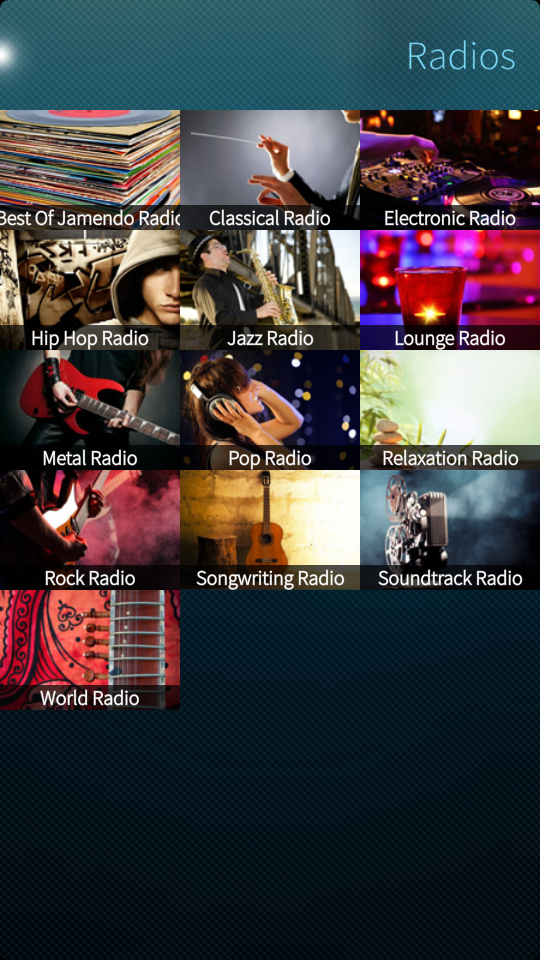 Radios
Best Of Jamendo Radio
Classical Radio
Electronic Radio
Hip Hop Radio
Jazz Radio
Lounge Radio
Metal Radio
Pop Radio
Relaxation Radio
Rock Radio
Songwriting Radio
Soundtrack Radio
World Radio